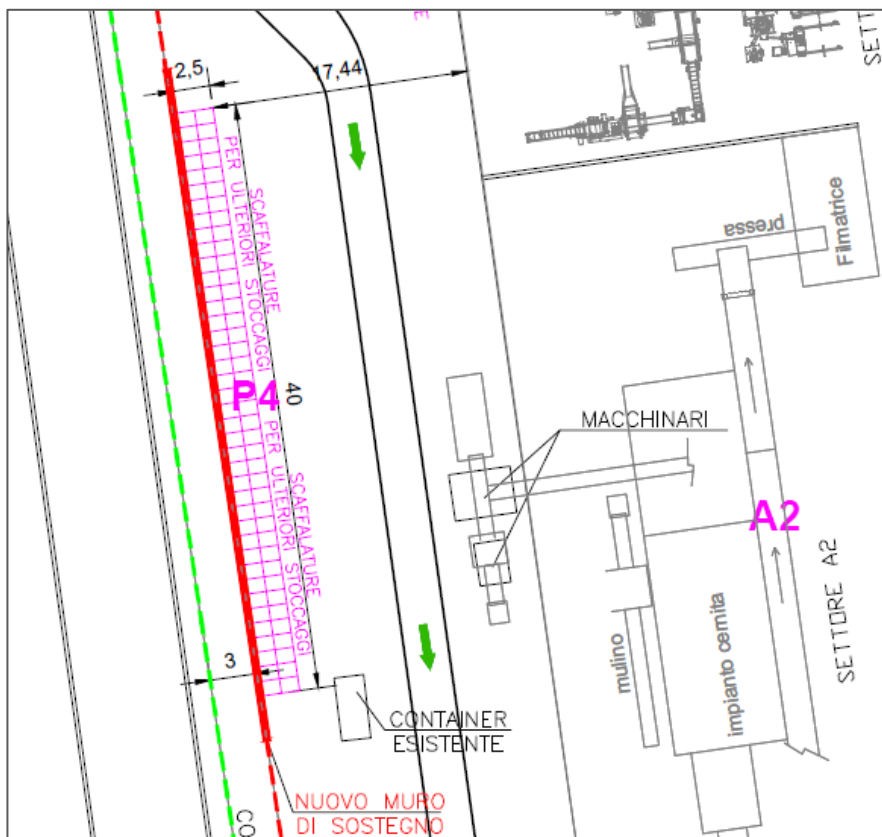 2,5
17,44
SCAFFALATURE
PER ULTERIORI STOCCAGGI
P4
40
SCAFFALATURE
PER ULTERIORI STOCCAGGI
3
CONTAINER
ESISTENTE
NUOVO MURO
DI SOSTEGNO
CO
MACCHINARI
pressa
Filmatrice
A2
mulino
impianto cernita
SETTORE A2